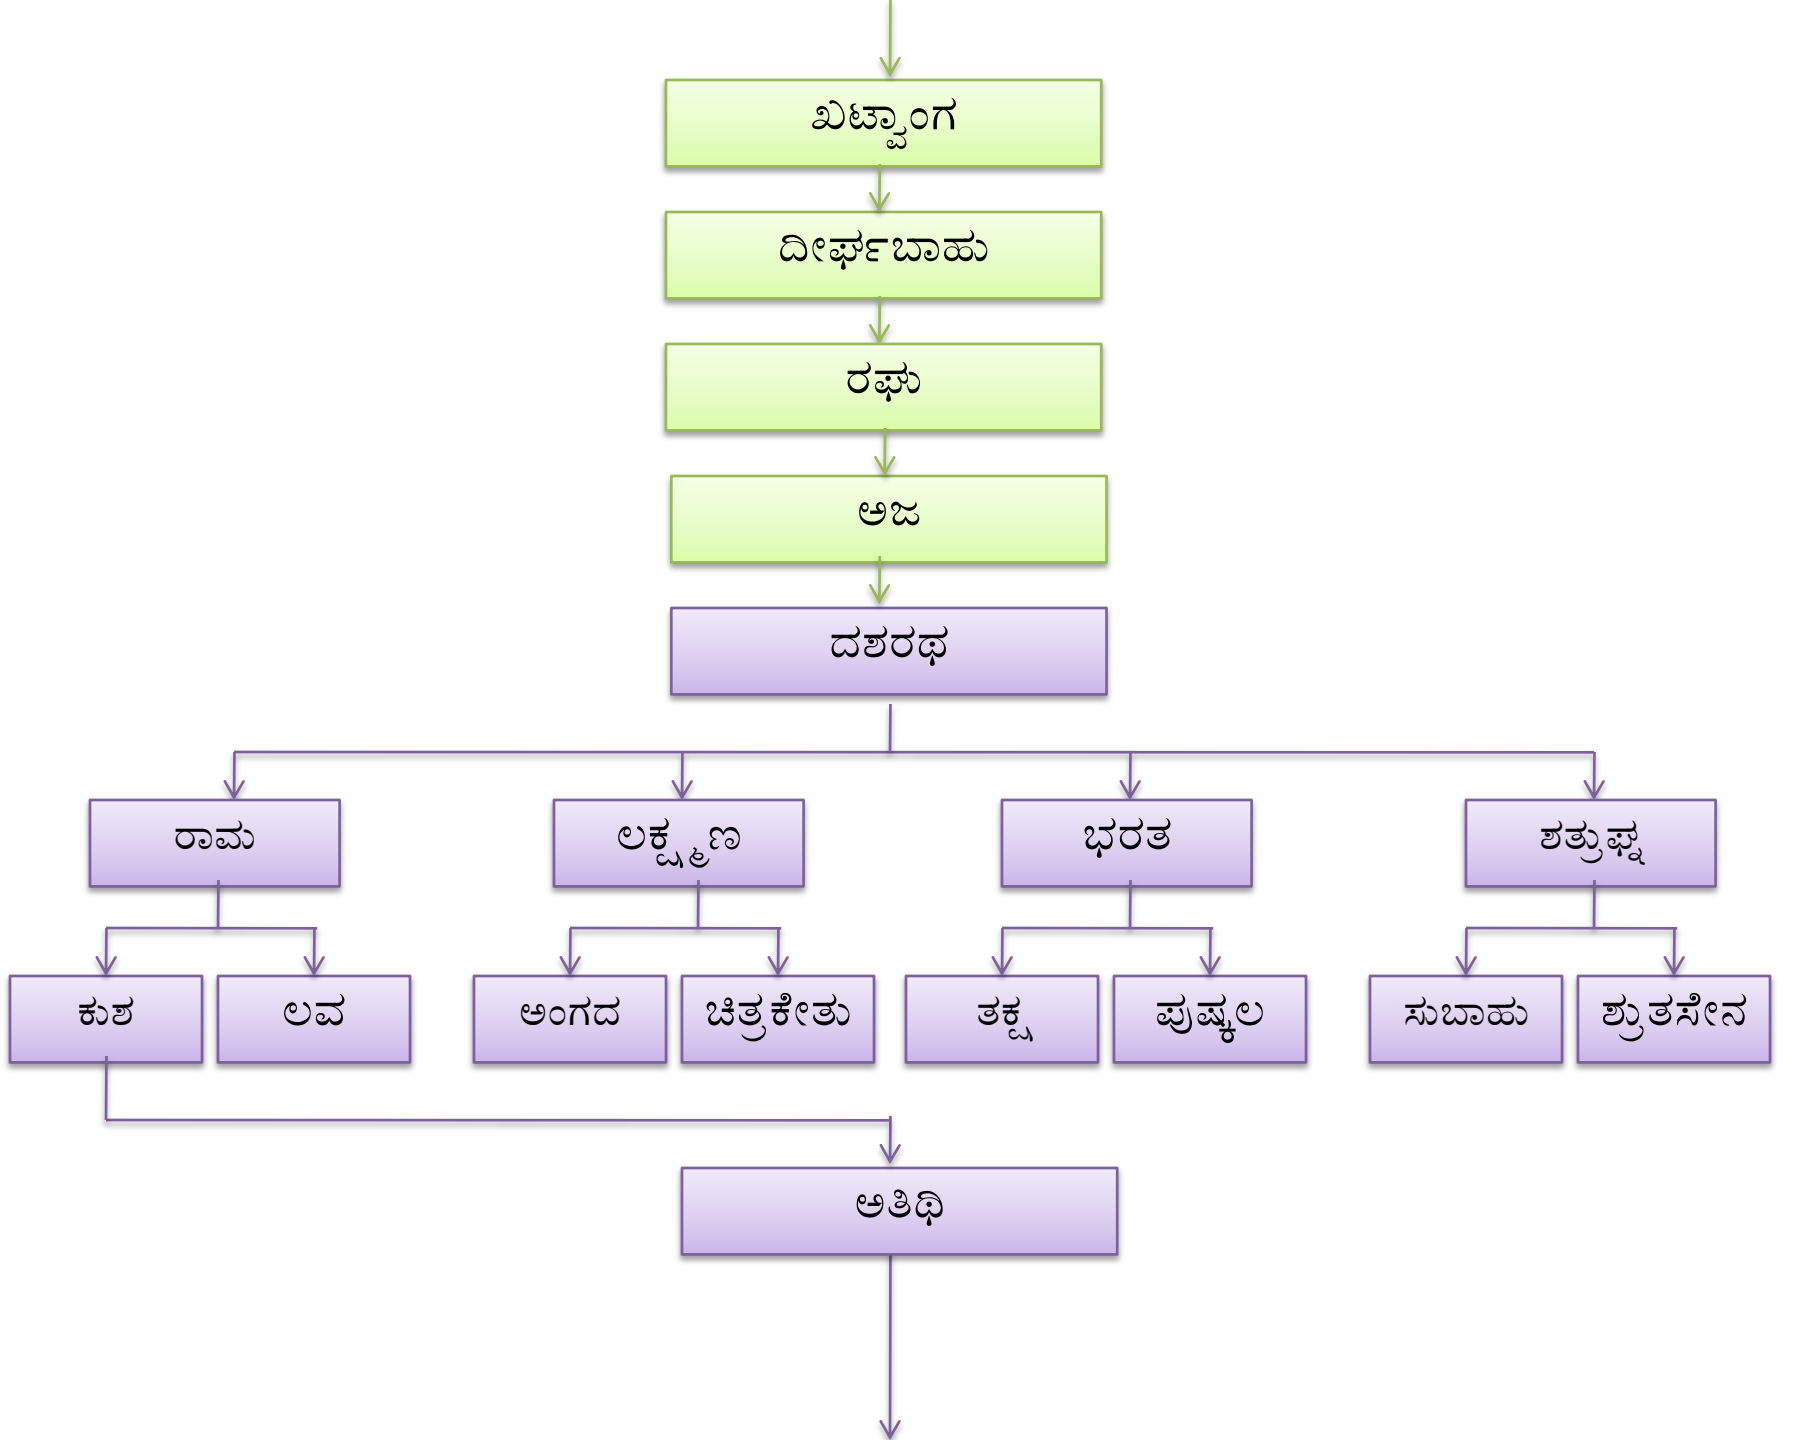 ಖಟ್ವಾಂಗ
ದೀರ್ಘಬಾಹು
ರಘು
ಅಜ
ದಶರಥ
ರಾಮ
ಲಕ್ಷ್ಮಣ
ಭರತ
ಶತ್ರುಘ್ನ
ಕುಶ
ಲವ
ಅಂಗದ
ಚಿತ್ರಕೇತು
ತಕ್ಷ
ಪುಷ್ಕಲ
ಸುಬಾಹು
ಶ್ರುತಸೇನ
ಅತಿಥಿ